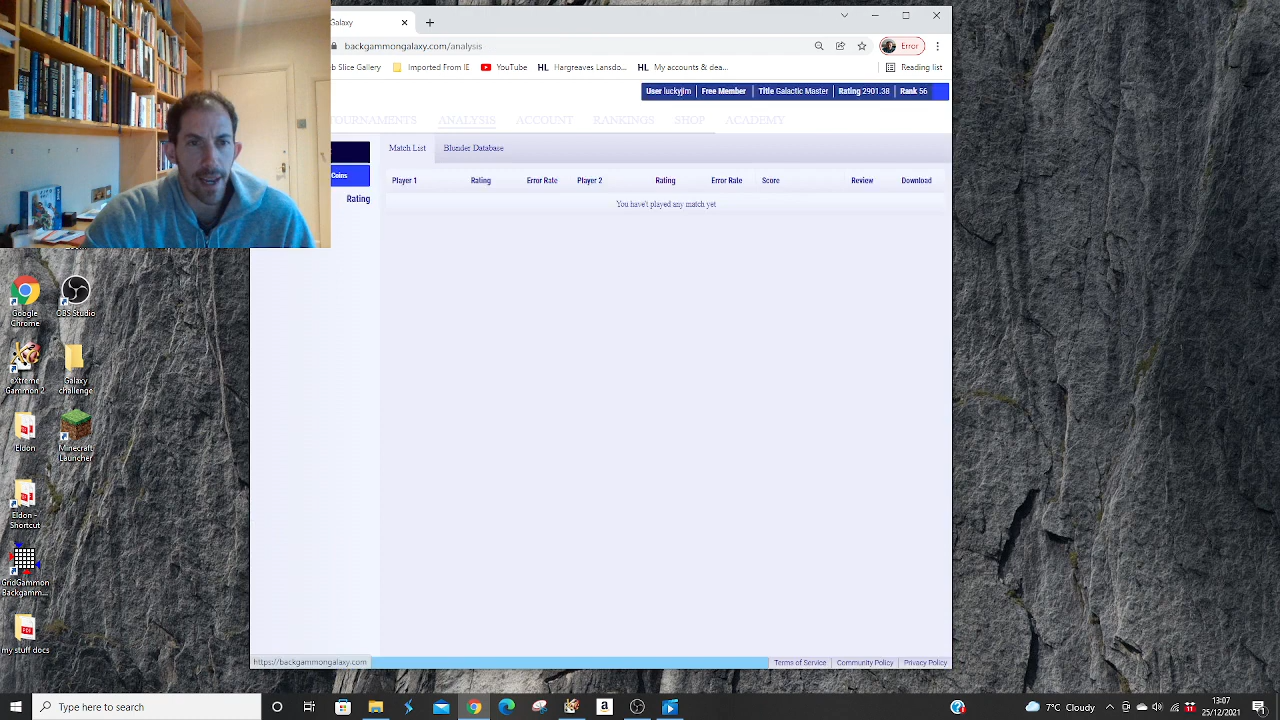 Galaxy
backgammongalaxy.com/analysis
Error
b Slice Gallery
Imported From IE
YouTube
HL Hargreaves Lansdo...
HL My accounts & dea...
Reading list
User luckyjim
Free Member
Title Galactic Master
Rating 2901.38
Rank 56
TOURNAMENTS
ANALYSIS
ACCOUNT
RANKINGS
SHOP
ACADEMY
Match List
Blunder Database
Coins
Player 1
Rating
Error Rate
Player 2
Rating
Error Rate
Score
Review
Download
Rating
You have't played any match yet
Google
Chrome
OBS Studio
eXtreme
Gammon 2
Galaxy
challenge
Eldon
Minecraft
Launcher
Eldon -
Shortcut
GridGammon
Backgamm...
my stuff docs
https://backgammongalaxy.com
Terms of Service
Community Policy
Privacy Policy
Type here to search
7°C Cloudy
11
13:07
05/12/2021